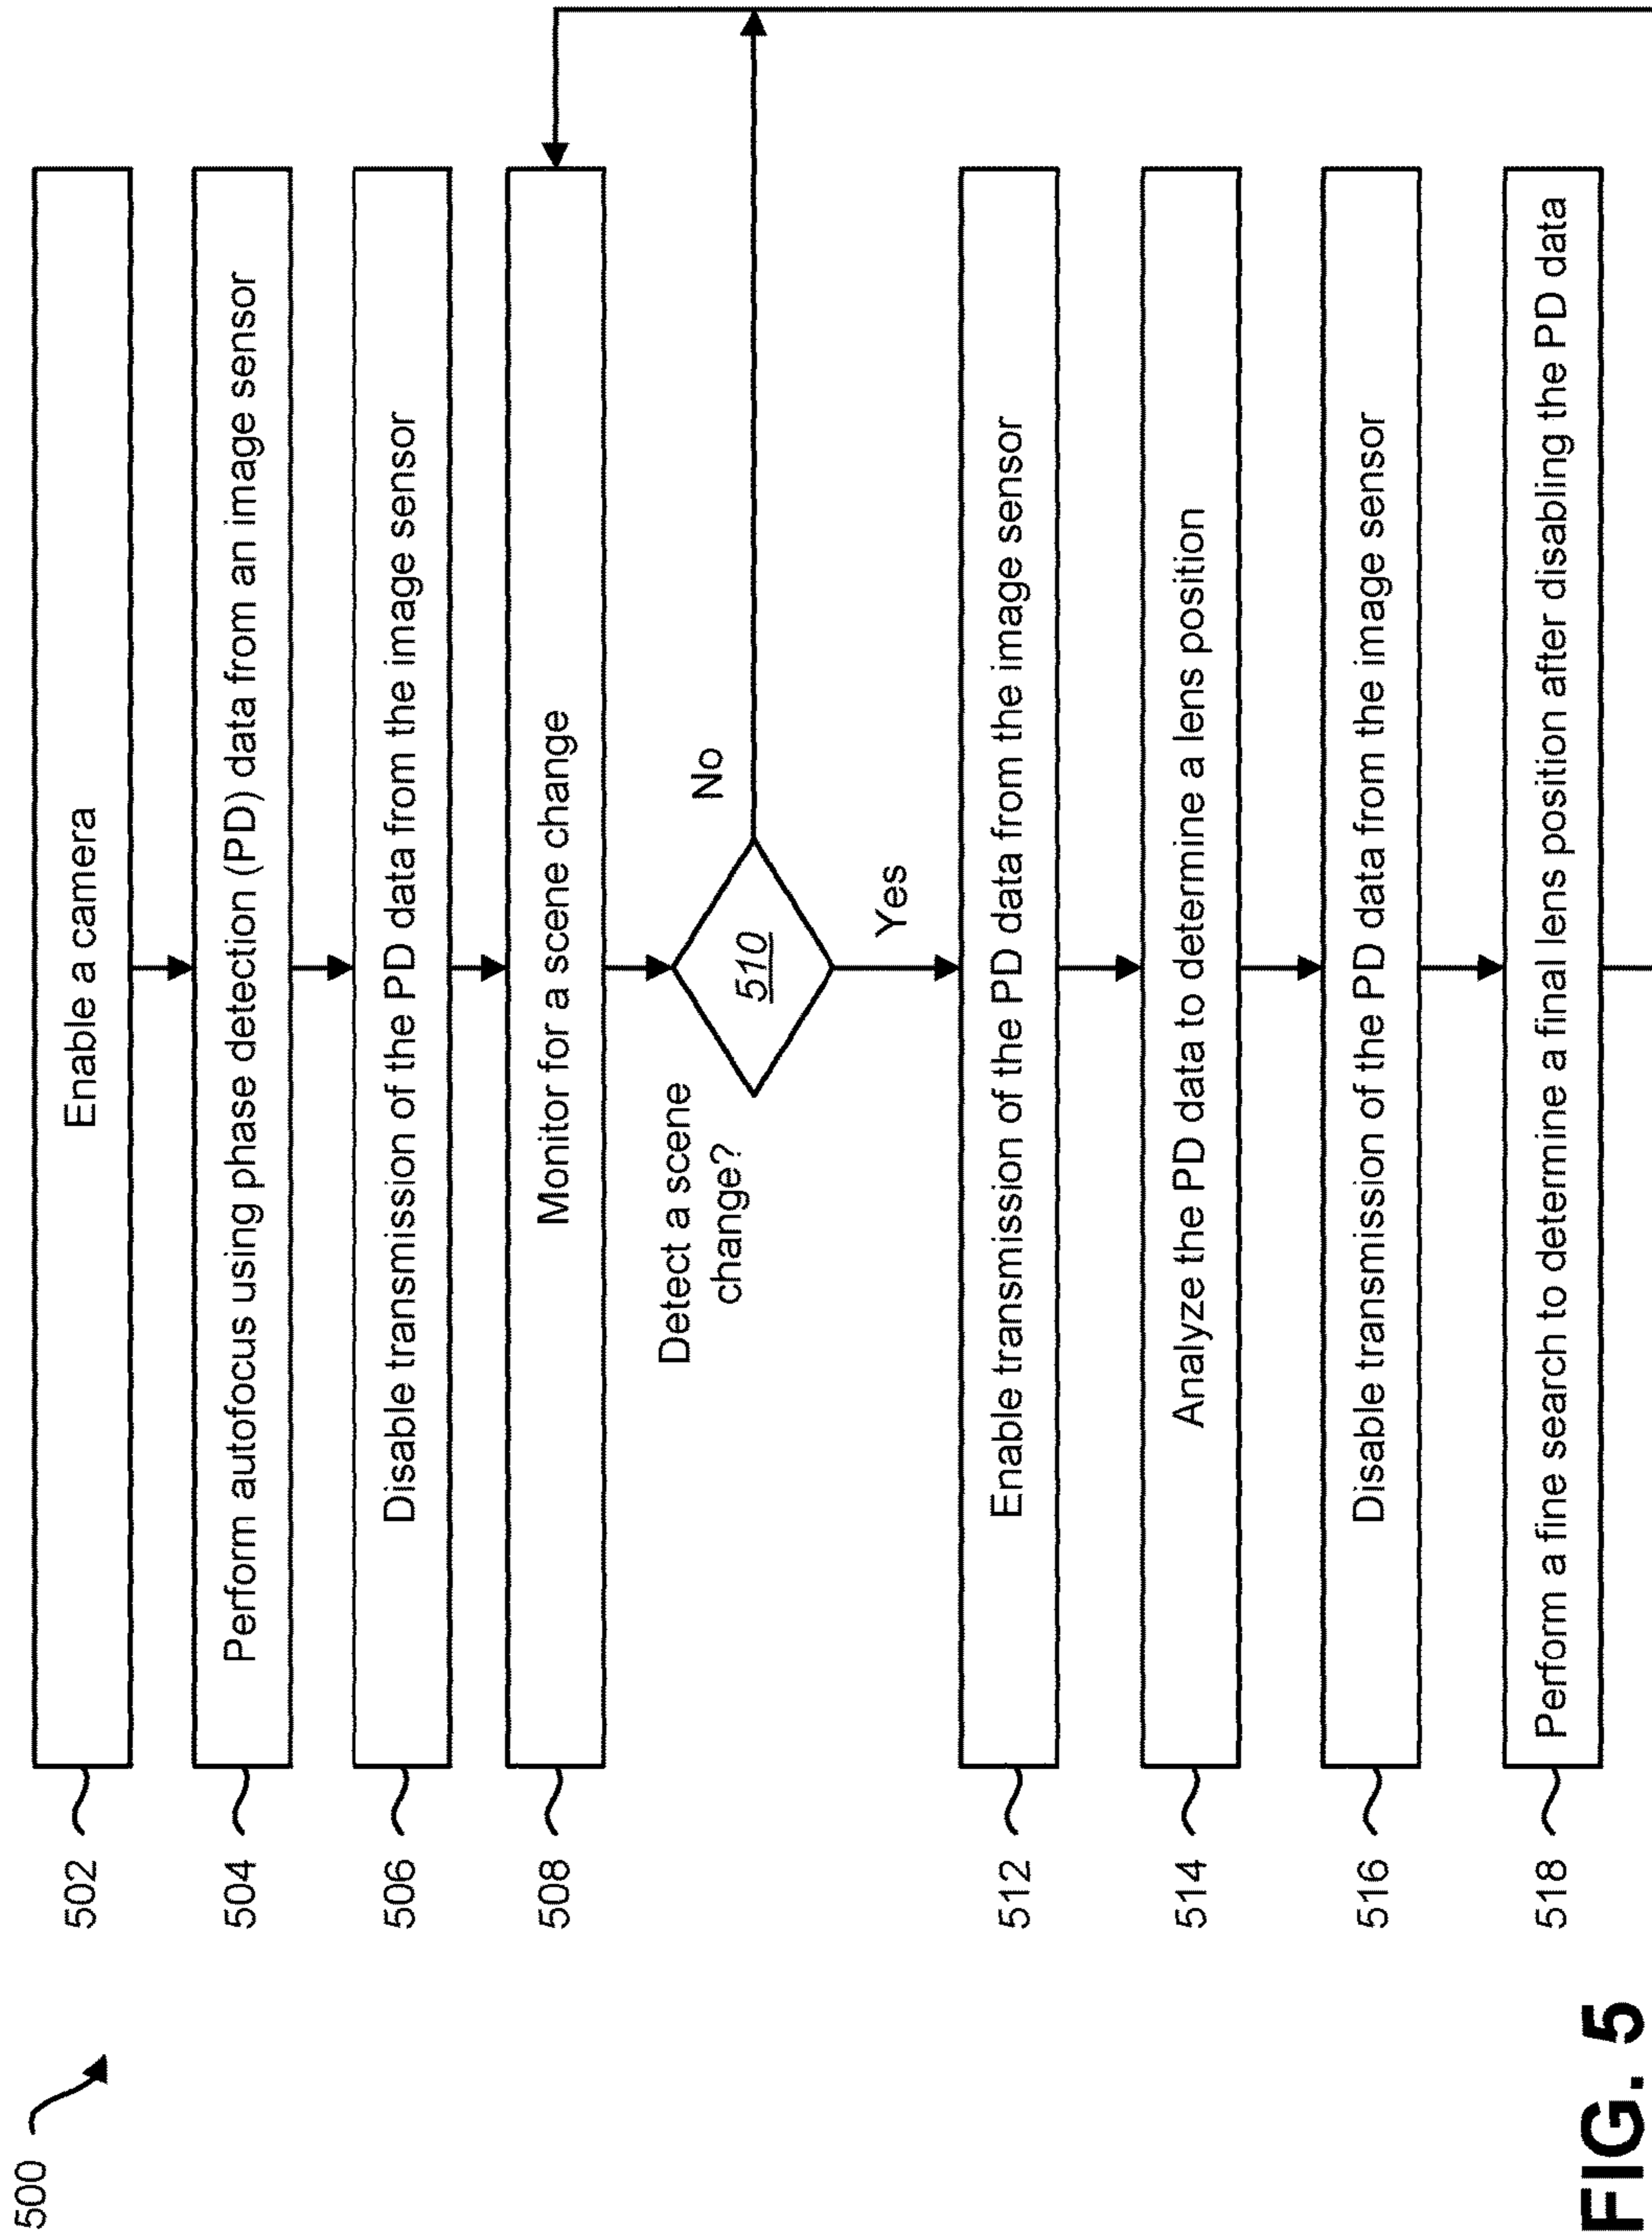 500
502
Enable a camera
504
Perform autofocus using phase detection (PD) data from an image sensor
506
Disable transmission of the PD data from the image sensor
508
Monitor for a scene change
Detect a scene
change?
510
No
Yes
512
Enable transmission of the PD data from the image sensor
514
Analyze the PD data to determine a lens position
516
Disable transmission of the PD data from the image sensor
518
Perform a fine search to determine a final lens position after disabling the PD data
FIG. 5